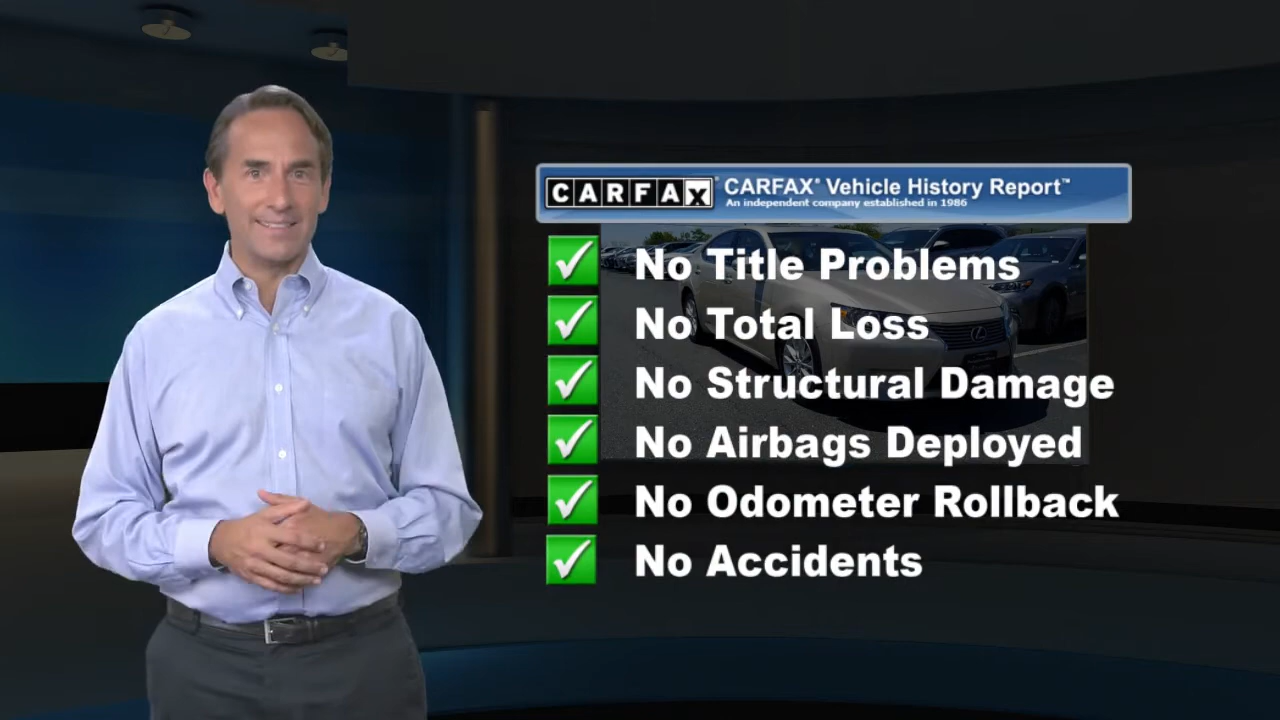 CARFAX® CARFAX® Vehicle History Report™
An independent company established in 1986
No Title Problems
No Total Loss
No Structural Damage
No Airbags Deployed
No Odometer Rollback
No Accidents